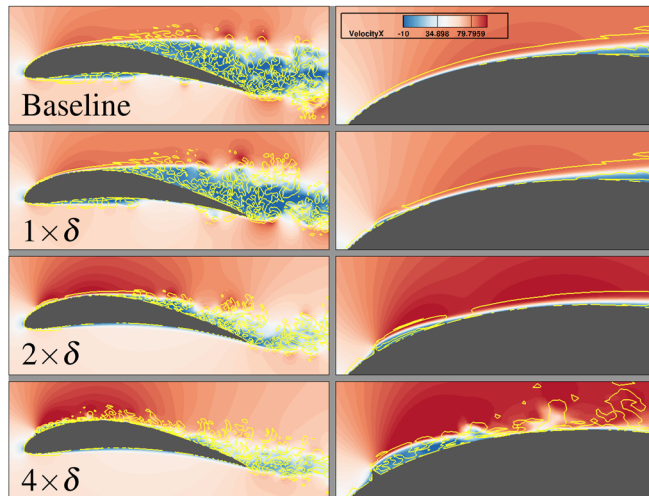 VelocityX
-10 34.898 79.7959
Baseline
1×δ
2×δ
4×δ